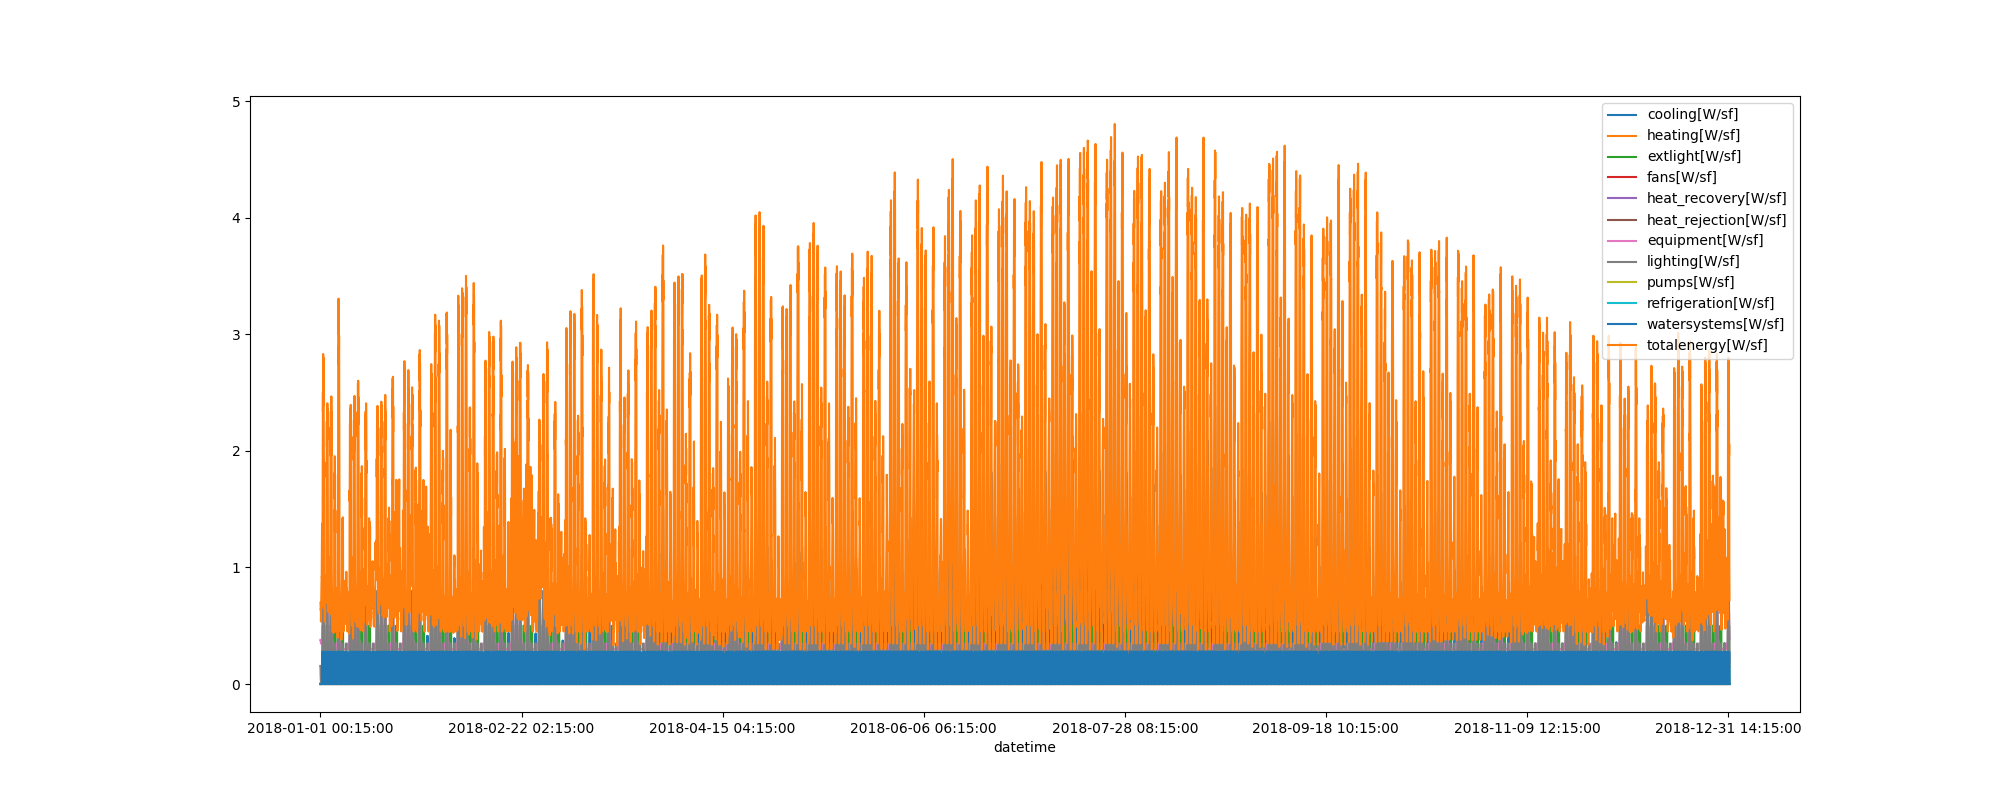 5
4
3
2
1
0
cooling[W/sf]
heating[W/sf]
extlight[W/sf]
fans[W/sf]
heat_recovery[W/sf]
heat_rejection[W/sf]
equipment[W/sf]
lighting[W/sf]
pumps[W/sf]
refrigeration[W/sf]
watersystems[W/sf]
totalenergy[W/sf]
2018-01-01 00:15:00 2018-02-22 02:15:00 2018-04-15 04:15:00 2018-06-06 06:15:00 2018-07-28 08:15:00 2018-09-18 10:15:00 2018-11-09 12:15:00 2018-12-31 14:15:00
datetime